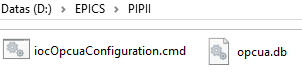 Datas (D:) > EPICS > PIPII
iocOpcuaConfiguration.cmd opcua.db